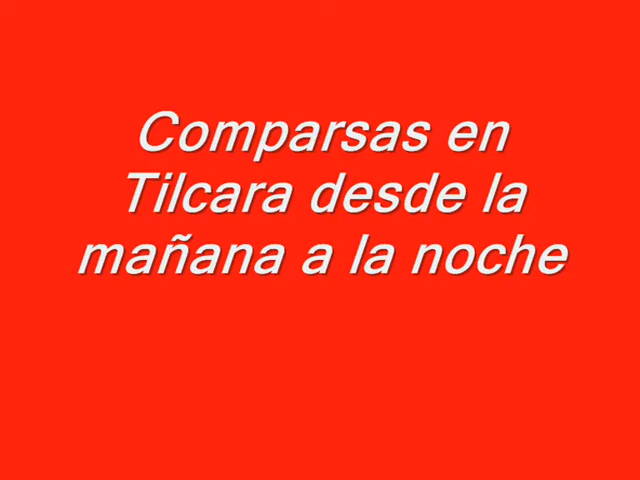 Comparsas en
Tilcara desde la
mañana a la noche